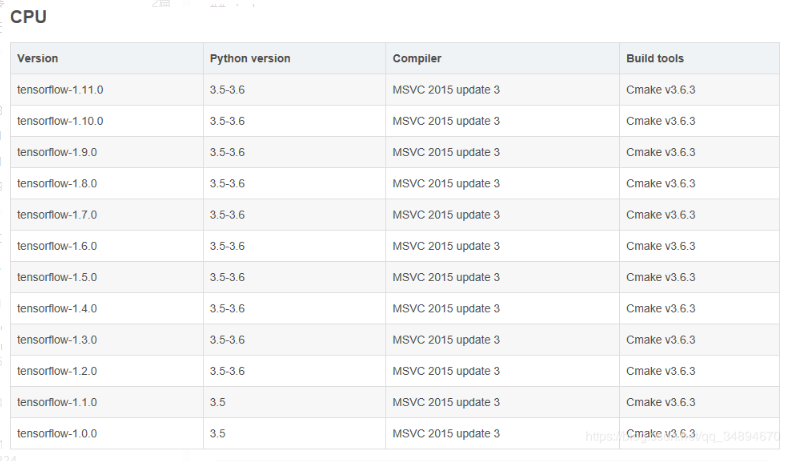 CPU
Version Python version Compiler Build tools
tensorflow-1.11.0 3.5-3.6 MSVC 2015 update 3 Cmake v3.6.3
tensorflow-1.10.0 3.5-3.6 MSVC 2015 update 3 Cmake v3.6.3
tensorflow-1.9.0 3.5-3.6 MSVC 2015 update 3 Cmake v3.6.3
tensorflow-1.8.0 3.5-3.6 MSVC 2015 update 3 Cmake v3.6.3
tensorflow-1.7.0 3.5-3.6 MSVC 2015 update 3 Cmake v3.6.3
tensorflow-1.6.0 3.5-3.6 MSVC 2015 update 3 Cmake v3.6.3
tensorflow-1.5.0 3.5-3.6 MSVC 2015 update 3 Cmake v3.6.3
tensorflow-1.4.0 3.5-3.6 MSVC 2015 update 3 Cmake v3.6.3
tensorflow-1.3.0 3.5-3.6 MSVC 2015 update 3 Cmake v3.6.3
tensorflow-1.2.0 3.5-3.6 MSVC 2015 update 3 Cmake v3.6.3
tensorflow-1.1.0 3.5 MSVC 2015 update 3 Cmake v3.6.3
tensorflow-1.0.0 3.5 MSVC 2015 update 3 Cmake v3.6.3